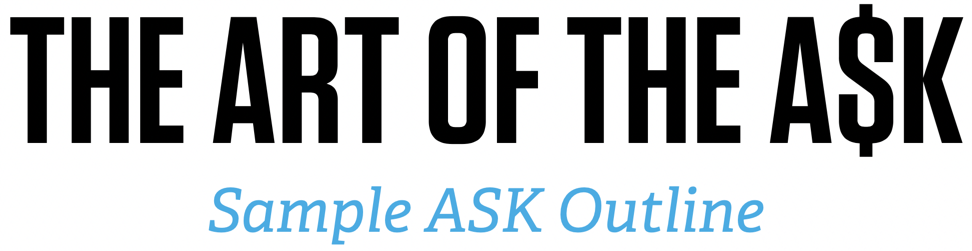 THE ART OF THE A$K
Sample ASK Outline